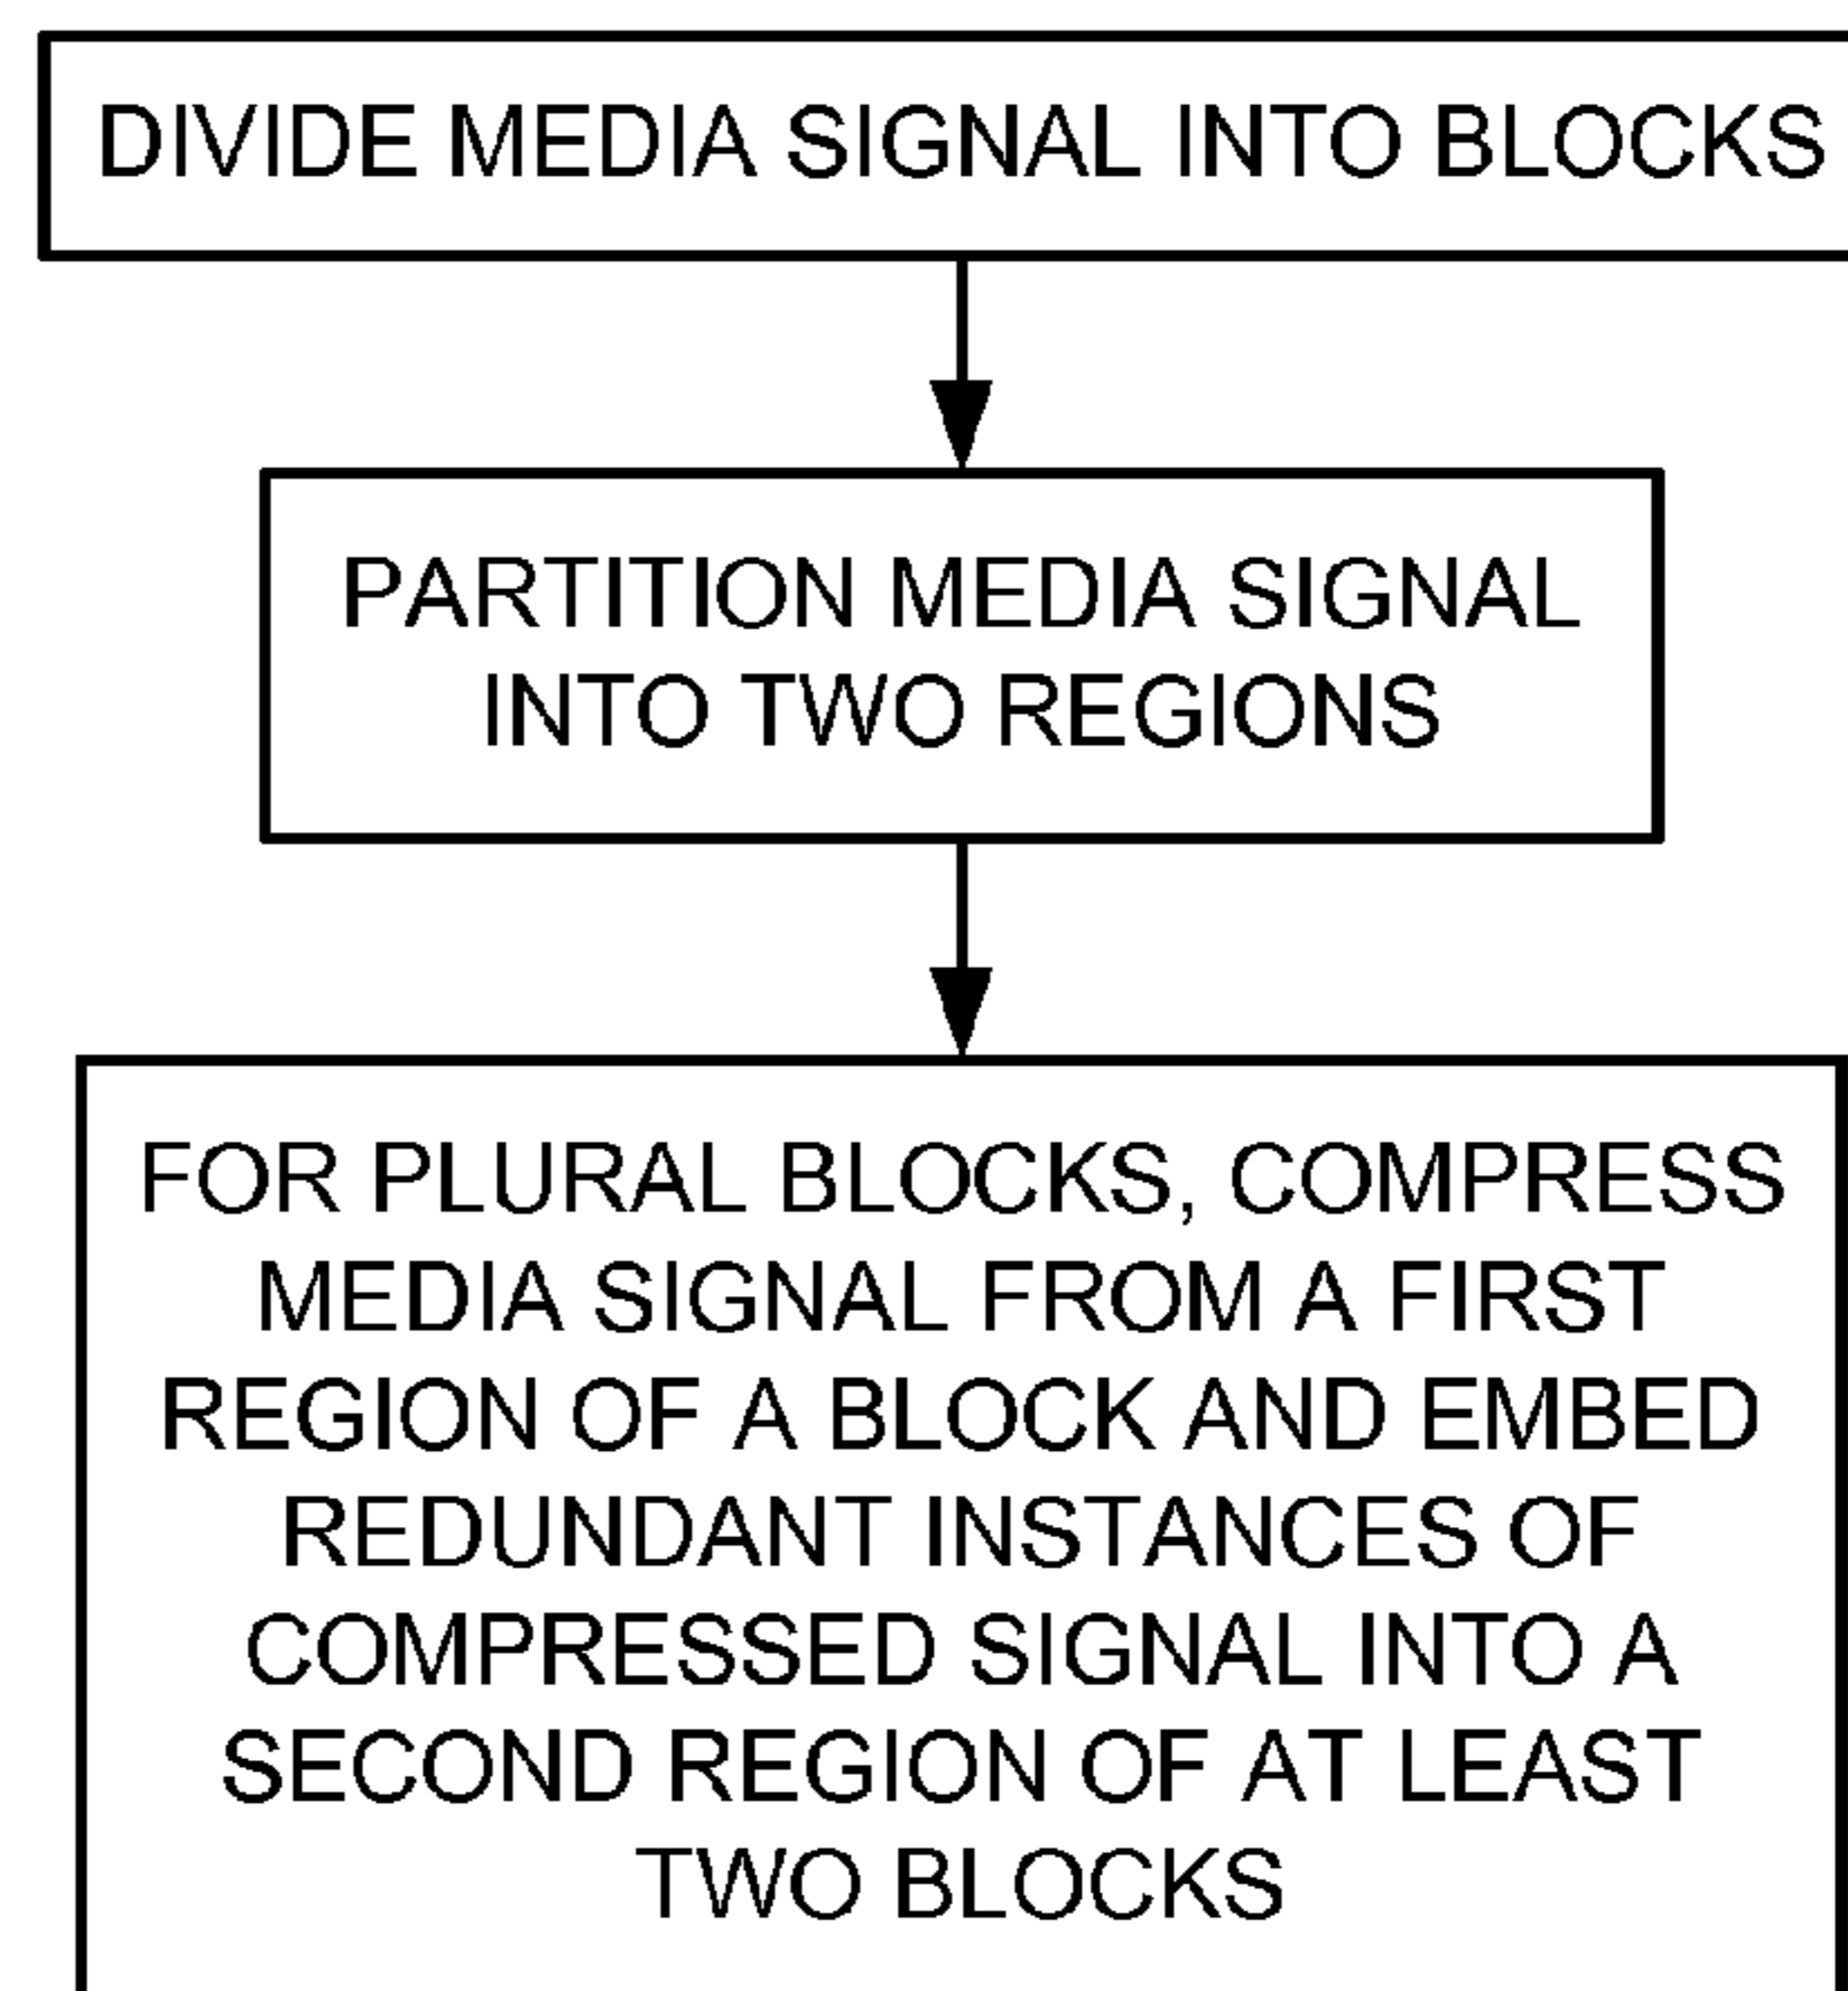 DIVIDE MEDIA SIGNAL INTO BLOCKS
PARTITION MEDIA SIGNAL
INTO TWO REGIONS
FOR PLURAL BLOCKS, COMPRESS
MEDIA SIGNAL FROM A FIRST
REGION OF A BLOCK AND EMBED
REDUNDANT INSTANCES OF
COMPRESSED SIGNAL INTO A
SECOND REGION OF AT LEAST
TWO BLOCKS